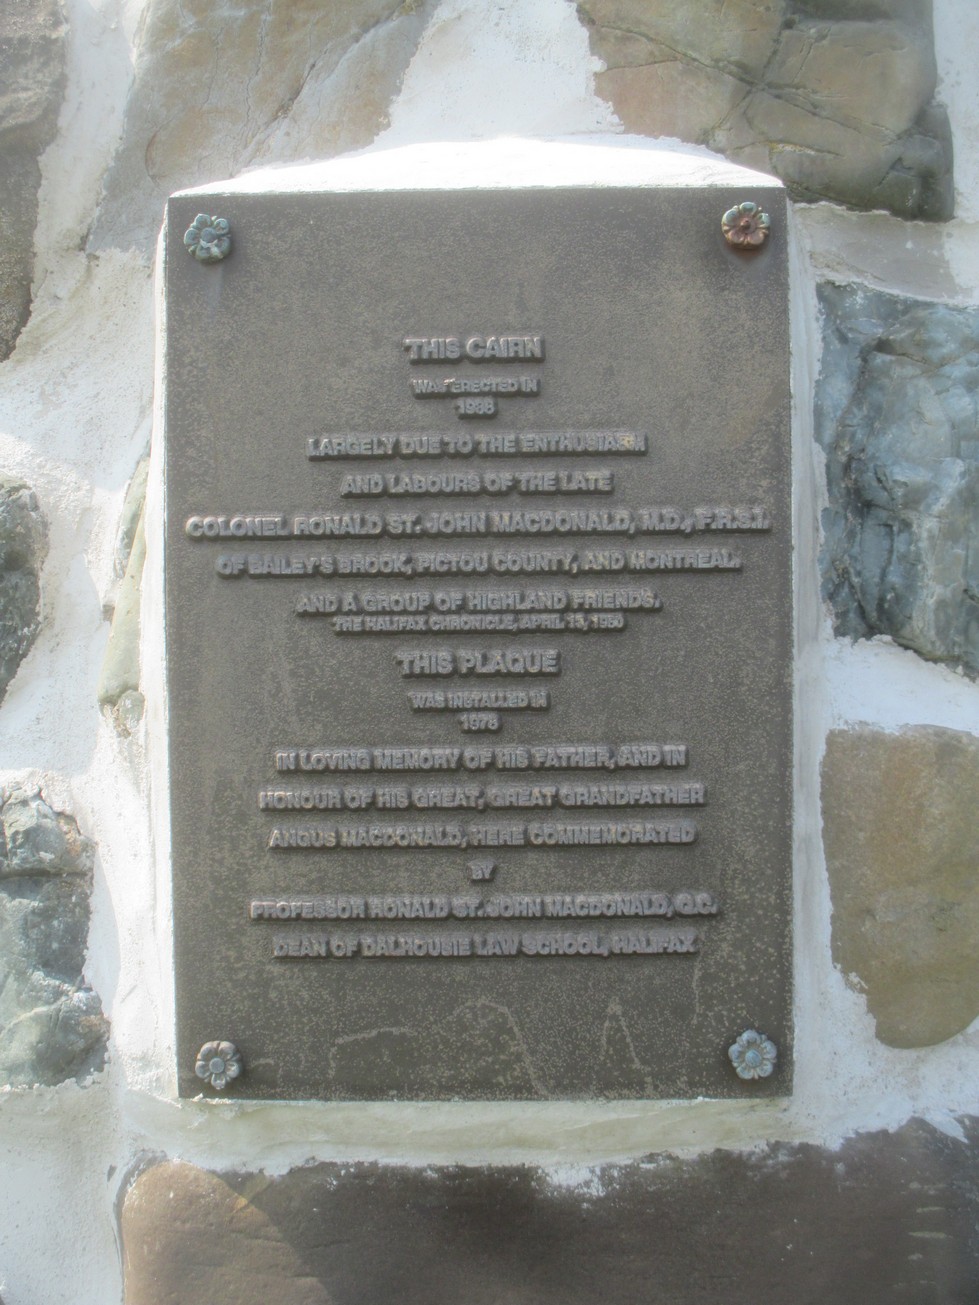 THIS CAIRN
WAS ERECTED IN
1938
LARGELY DUE TO THE ENTHUSIASM
AND LABOURS OF THE LATE
COLONEL RONALD ST. JOHN MACDONALD, M.D., F.R.S.I.
OF BAILEY'S BROOK, PICTOU COUNTY, AND MONTREAL,
AND A GROUP OF HIGHLAND FRIENDS.
THE HALIFAX CHRONICLE, APRIL 13, 1950
THIS PLAQUE
WAS INSTALLED IN
1978
IN LOVING MEMORY OF HIS FATHER, AND IN
HONOUR OF HIS GREAT, GREAT GRANDFATHER
ANGUS MACDONALD, HERE COMMEMORATED
BY
PROFESSOR RONALD ST. JOHN MACDONALD, Q.C.
DEAN OF DALHOUSIE LAW SCHOOL, HALIFAX